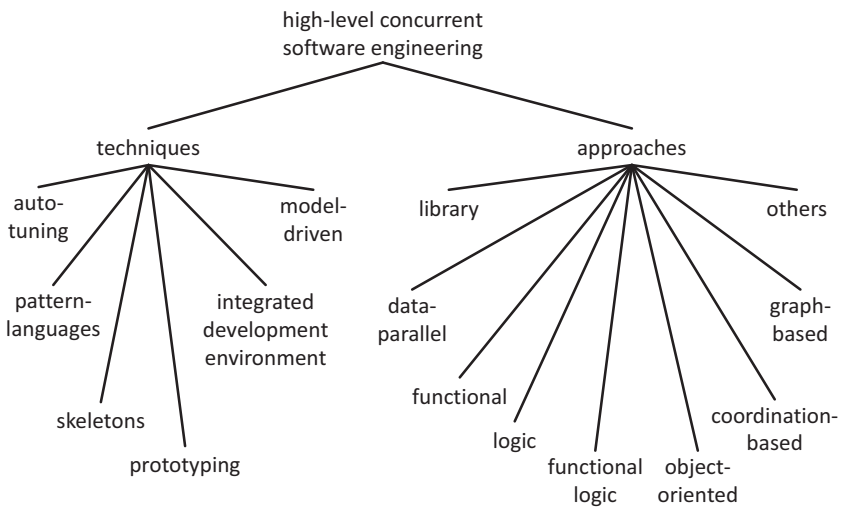 high-level concurrent
software engineering
techniques
approaches
auto-
tuning
model-
driven
library
others
pattern-
languages
integrated
development
environment
data-
parallel
graph-
based
skeletons
functional
coordination-
based
prototyping
logic
functional
logic
object-
oriented